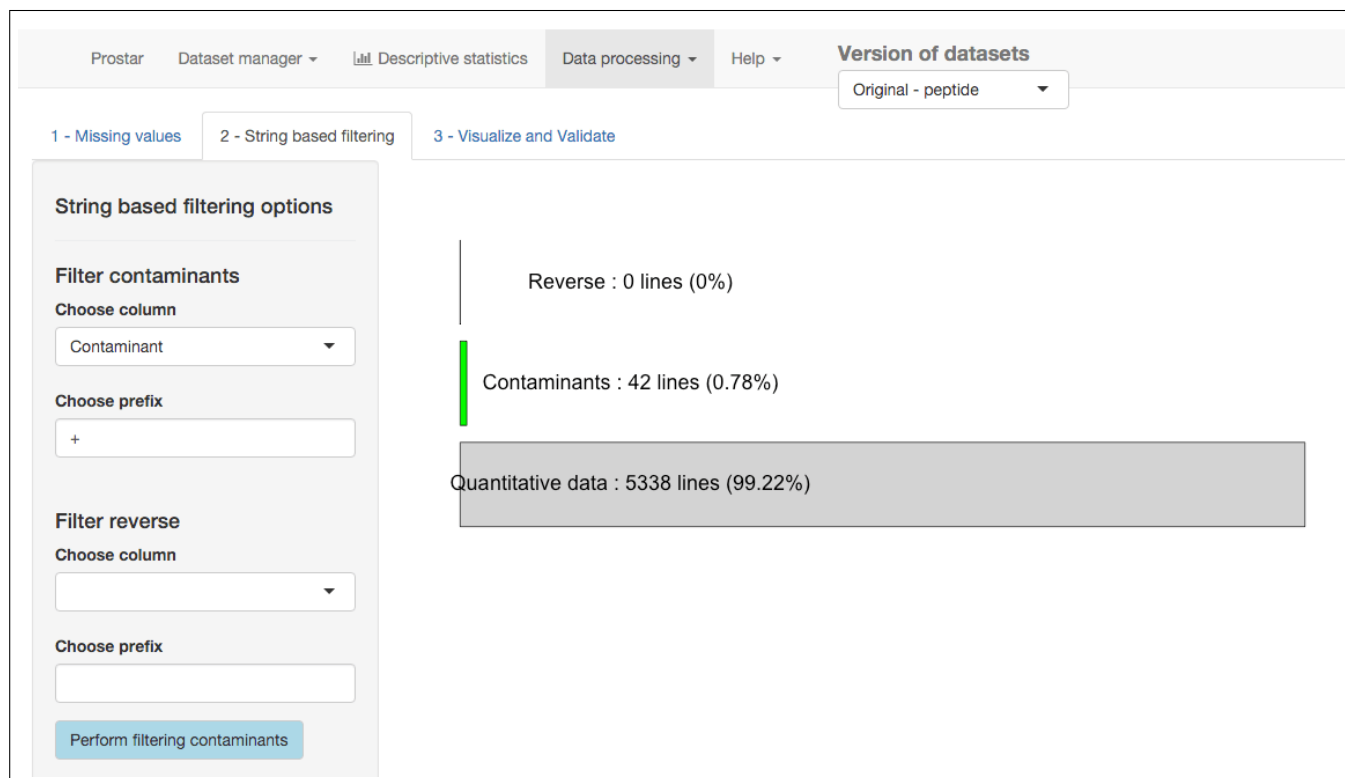 Prostar Dataset manager Descriptive statistics Data processing Help Version of datasets
Original - peptide
1 - Missing values 2 - String based filtering 3 - Visualize and Validate
String based filtering options
Filter contaminants
Choose column
Contaminant
Choose prefix
+
Filter reverse
Choose column
Choose prefix
Perform filtering contaminants
Reverse : 0 lines (0%)
Contaminants : 42 lines (0.78%)
Quantitative data : 5338 lines (99.22%)